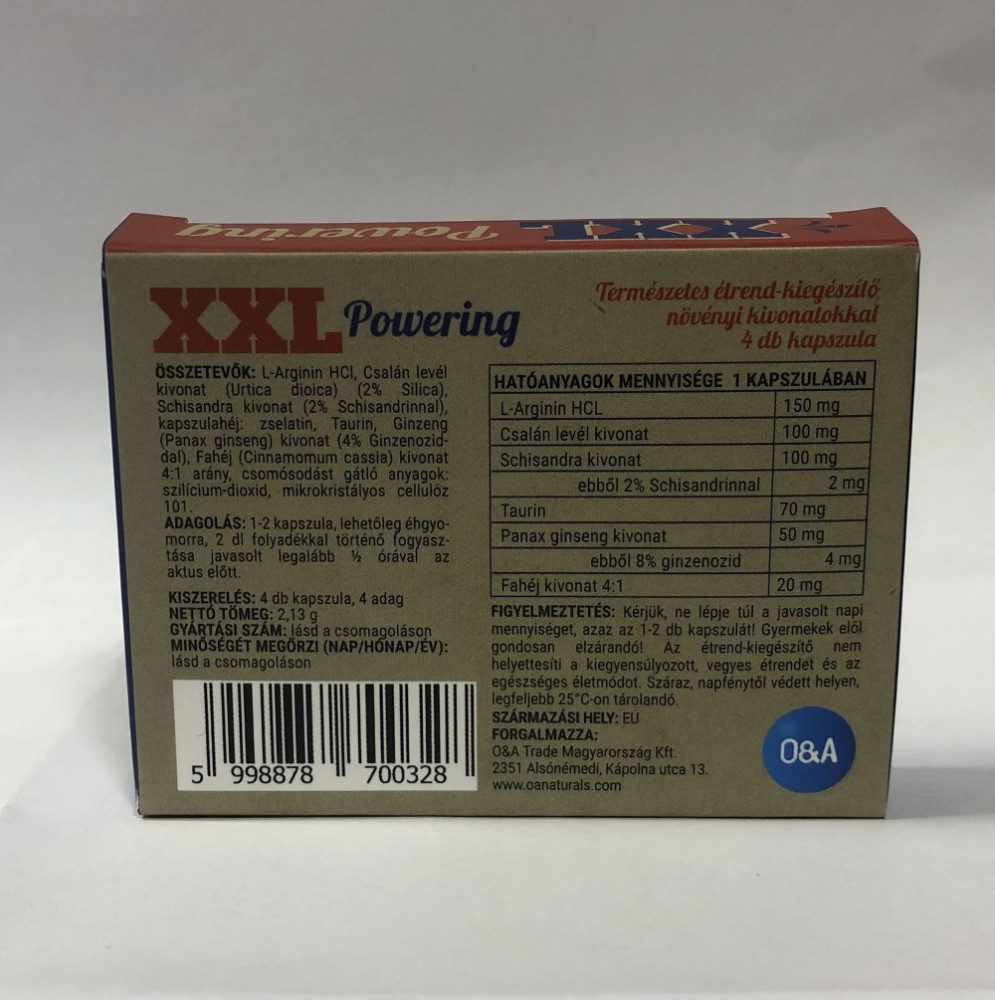 XXL Powering
XXL Powering
Természetes étrend-kiegészítő
növényi kivonatokkal
4 db kapszula
ÖSSZETEVŐK: L-Arginin HCl, Csalán levél
kivonat (Urtica dioica) (2% Silica),
Schisandra kivonat (2% Schisandrinnal),
kapszulahéj: zselatin, Taurin, Ginzeng
(Panax ginseng) kivonat (4% Ginzenozid-
dal), Fahéj (Cinnamomum cassia) kivonat
4:1 arány, csomósodást gátló anyagok:
szilícium-dioxid, mikrokristályos cellulóz
101.
ADAGOLÁS: 1-2 kapszula, lehetőleg éhgyo-
morra, 2 dl folyadékkal történő fogyasz-
tása javasolt legalább ½ órával az
aktus előtt.
KISZERELÉS: 4 db kapszula, 4 adag
NETTÓ TÖMEG: 2,13 g
GYÁRTÁSI SZÁM: lásd a csomagoláson
MINŐSÉGÉT MEGŐRZI (NAP/HÓNAP/ÉV):
lásd a csomagoláson
5 998878 700328
HATÓANYAGOK MENNYISÉGE 1 KAPSZULÁBAN
L-Arginin HCL 150 mg
Csalán levél kivonat 100 mg
Schisandra kivonat 100 mg
ebből 2% Schisandrinnal 2 mg
Taurin 70 mg
Panax ginseng kivonat 50 mg
ebből 8% ginzenozid 4 mg
Fahéj kivonat 4:1 20 mg
FIGYELMEZTETÉS: Kérjük, ne lépje túl a javasolt napi
mennyiséget, azaz az 1-2 db kapszulát! Gyermekek elől
gondosan elzárandó! Az étrend-kiegészítő nem
helyettesíti a kiegyensúlyozott, vegyes étrendet és az
egészséges életmódot. Száraz, napfénytől védett helyen,
legfeljebb 25°C-on tárolandó.
SZÁRMAZÁSI HELY: EU
FORGALMAZZA:
O&A Trade Magyarország Kft.
2351 Alsónémedi, Kápolna utca 13.
www.oanaturals.com
O&A